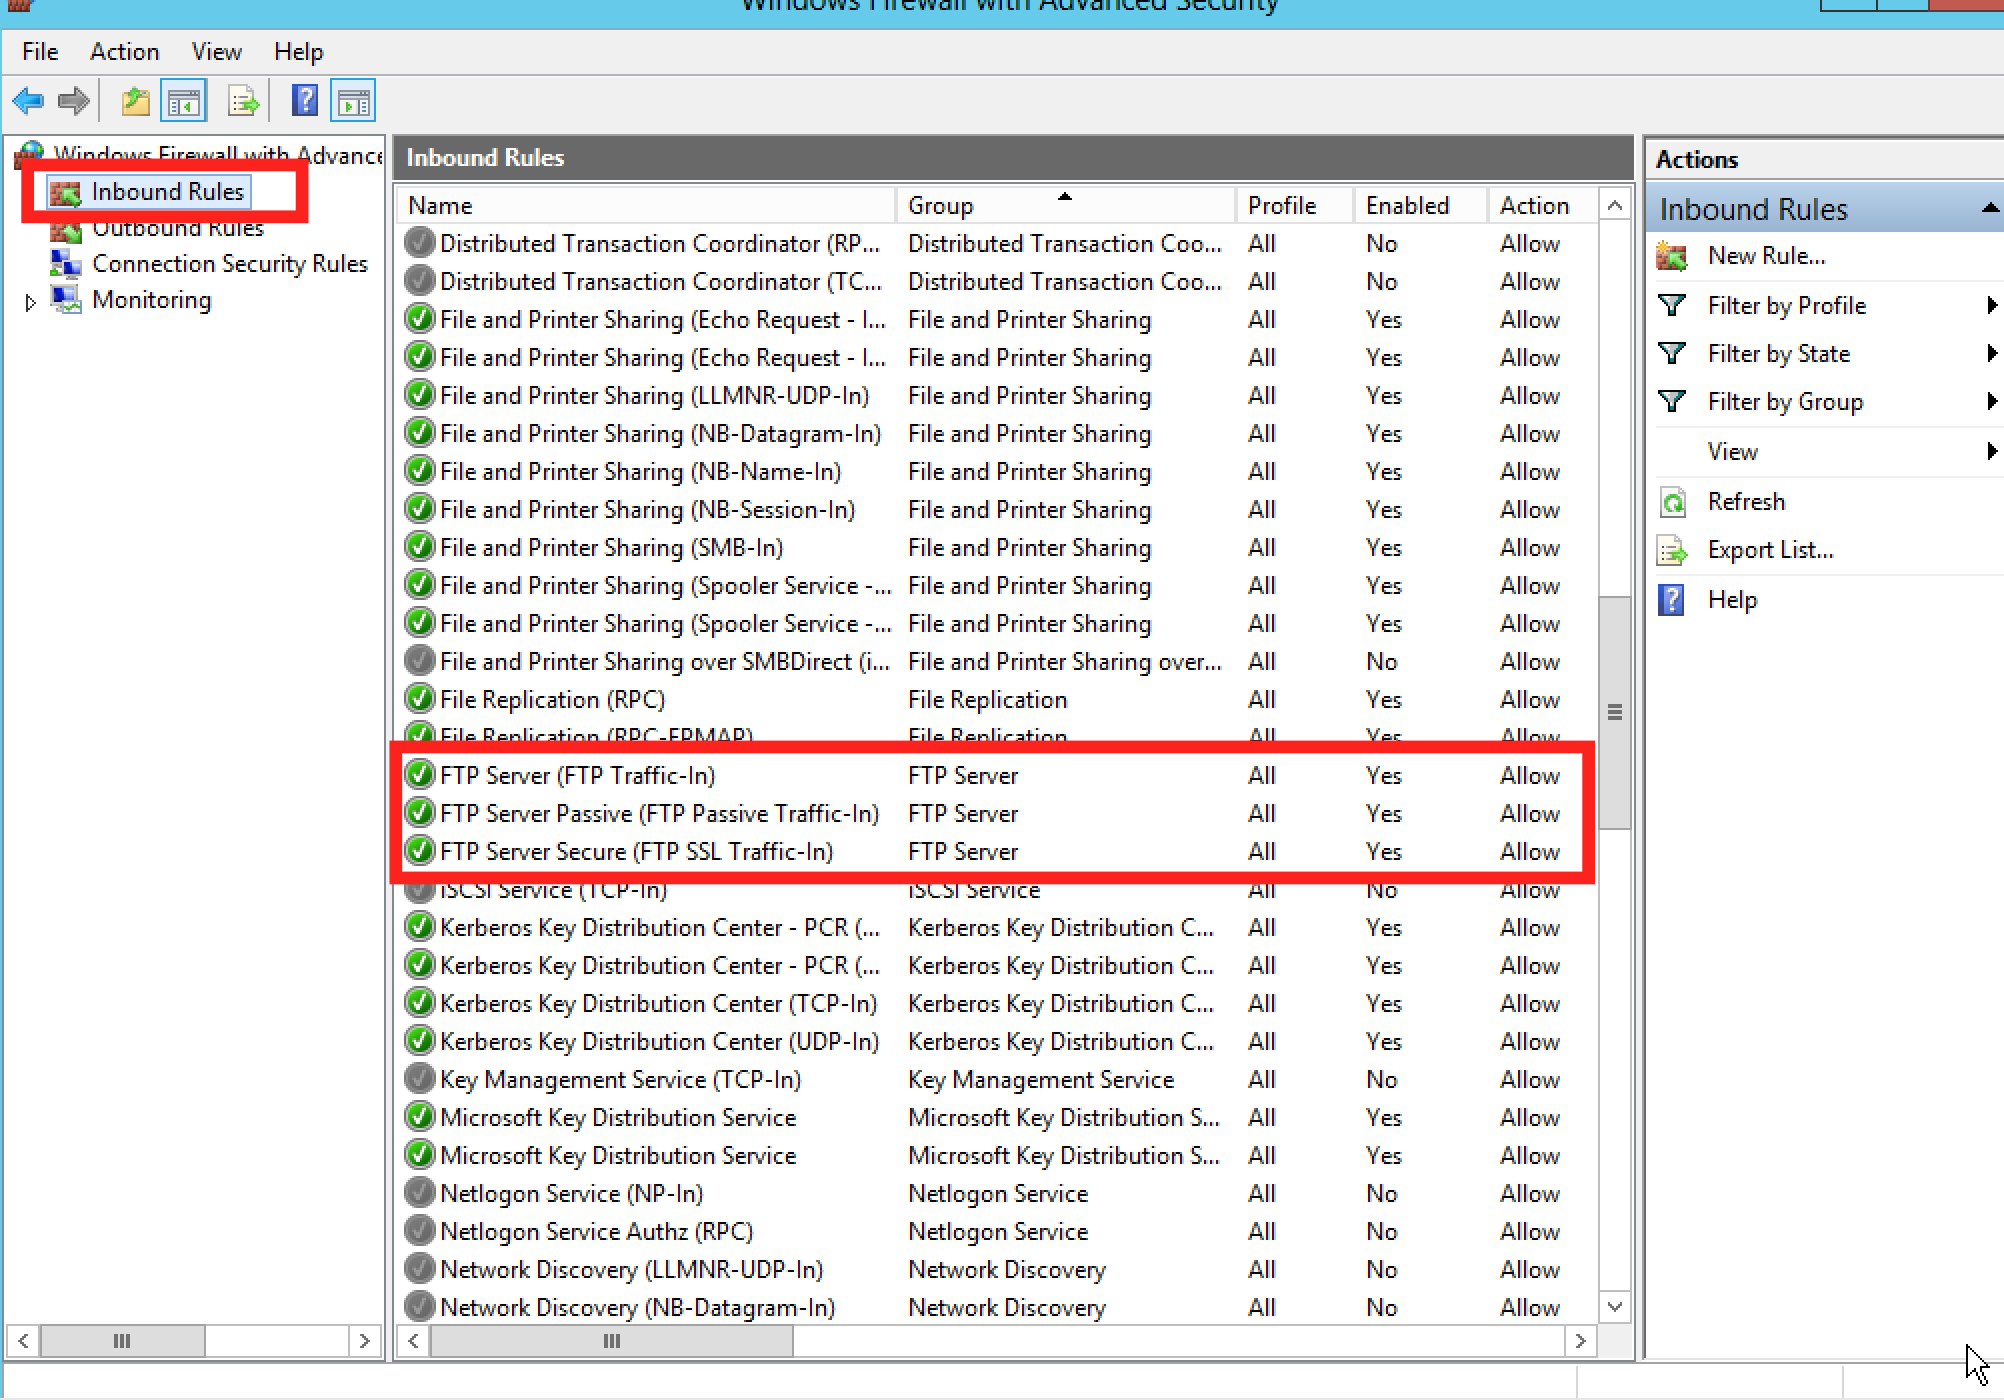 Windows Firewall with Advanced Security
File Action View Help
Windows Firewall with Advance
Inbound Rules
Outbound Rules
Connection Security Rules
Monitoring
Inbound Rules
Name Group Profile Enabled Action
Distributed Transaction Coordinator (RP... Distributed Transaction Coo... All No Allow
Distributed Transaction Coordinator (TC... Distributed Transaction Coo... All No Allow
File and Printer Sharing (Echo Request - I... File and Printer Sharing All Yes Allow
File and Printer Sharing (Echo Request - I... File and Printer Sharing All Yes Allow
File and Printer Sharing (LLMNR-UDP-In) File and Printer Sharing All Yes Allow
File and Printer Sharing (NB-Datagram-In) File and Printer Sharing All Yes Allow
File and Printer Sharing (NB-Name-In) File and Printer Sharing All Yes Allow
File and Printer Sharing (NB-Session-In) File and Printer Sharing All Yes Allow
File and Printer Sharing (SMB-In) File and Printer Sharing All Yes Allow
File and Printer Sharing (Spooler Service -... File and Printer Sharing All Yes Allow
File and Printer Sharing (Spooler Service -... File and Printer Sharing All Yes Allow
File and Printer Sharing over SMBDirect (i... File and Printer Sharing over... All No Allow
File Replication (RPC) File Replication All Yes Allow
File Replication (RPC-EPMAP) File Replication All Yes Allow
FTP Server (FTP Traffic-In) FTP Server All Yes Allow
FTP Server Passive (FTP Passive Traffic-In) FTP Server All Yes Allow
FTP Server Secure (FTP SSL Traffic-In) FTP Server All Yes Allow
iSCSI Service (TCP-In) iSCSI Service All No Allow
Kerberos Key Distribution Center - PCR (... Kerberos Key Distribution C... All Yes Allow
Kerberos Key Distribution Center - PCR (... Kerberos Key Distribution C... All Yes Allow
Kerberos Key Distribution Center (TCP-In) Kerberos Key Distribution C... All Yes Allow
Kerberos Key Distribution Center (UDP-In) Kerberos Key Distribution C... All Yes Allow
Key Management Service (TCP-In) Key Management Service All No Allow
Microsoft Key Distribution Service Microsoft Key Distribution S... All Yes Allow
Microsoft Key Distribution Service Microsoft Key Distribution S... All Yes Allow
Netlogon Service (NP-In) Netlogon Service All No Allow
Netlogon Service Authz (RPC) Netlogon Service All No Allow
Network Discovery (LLMNR-UDP-In) Network Discovery All No Allow
Network Discovery (NB-Datagram-In) Network Discovery All No Allow
Actions
Inbound Rules
New Rule...
Filter by Profile
Filter by State
Filter by Group
View
Refresh
Export List...
Help